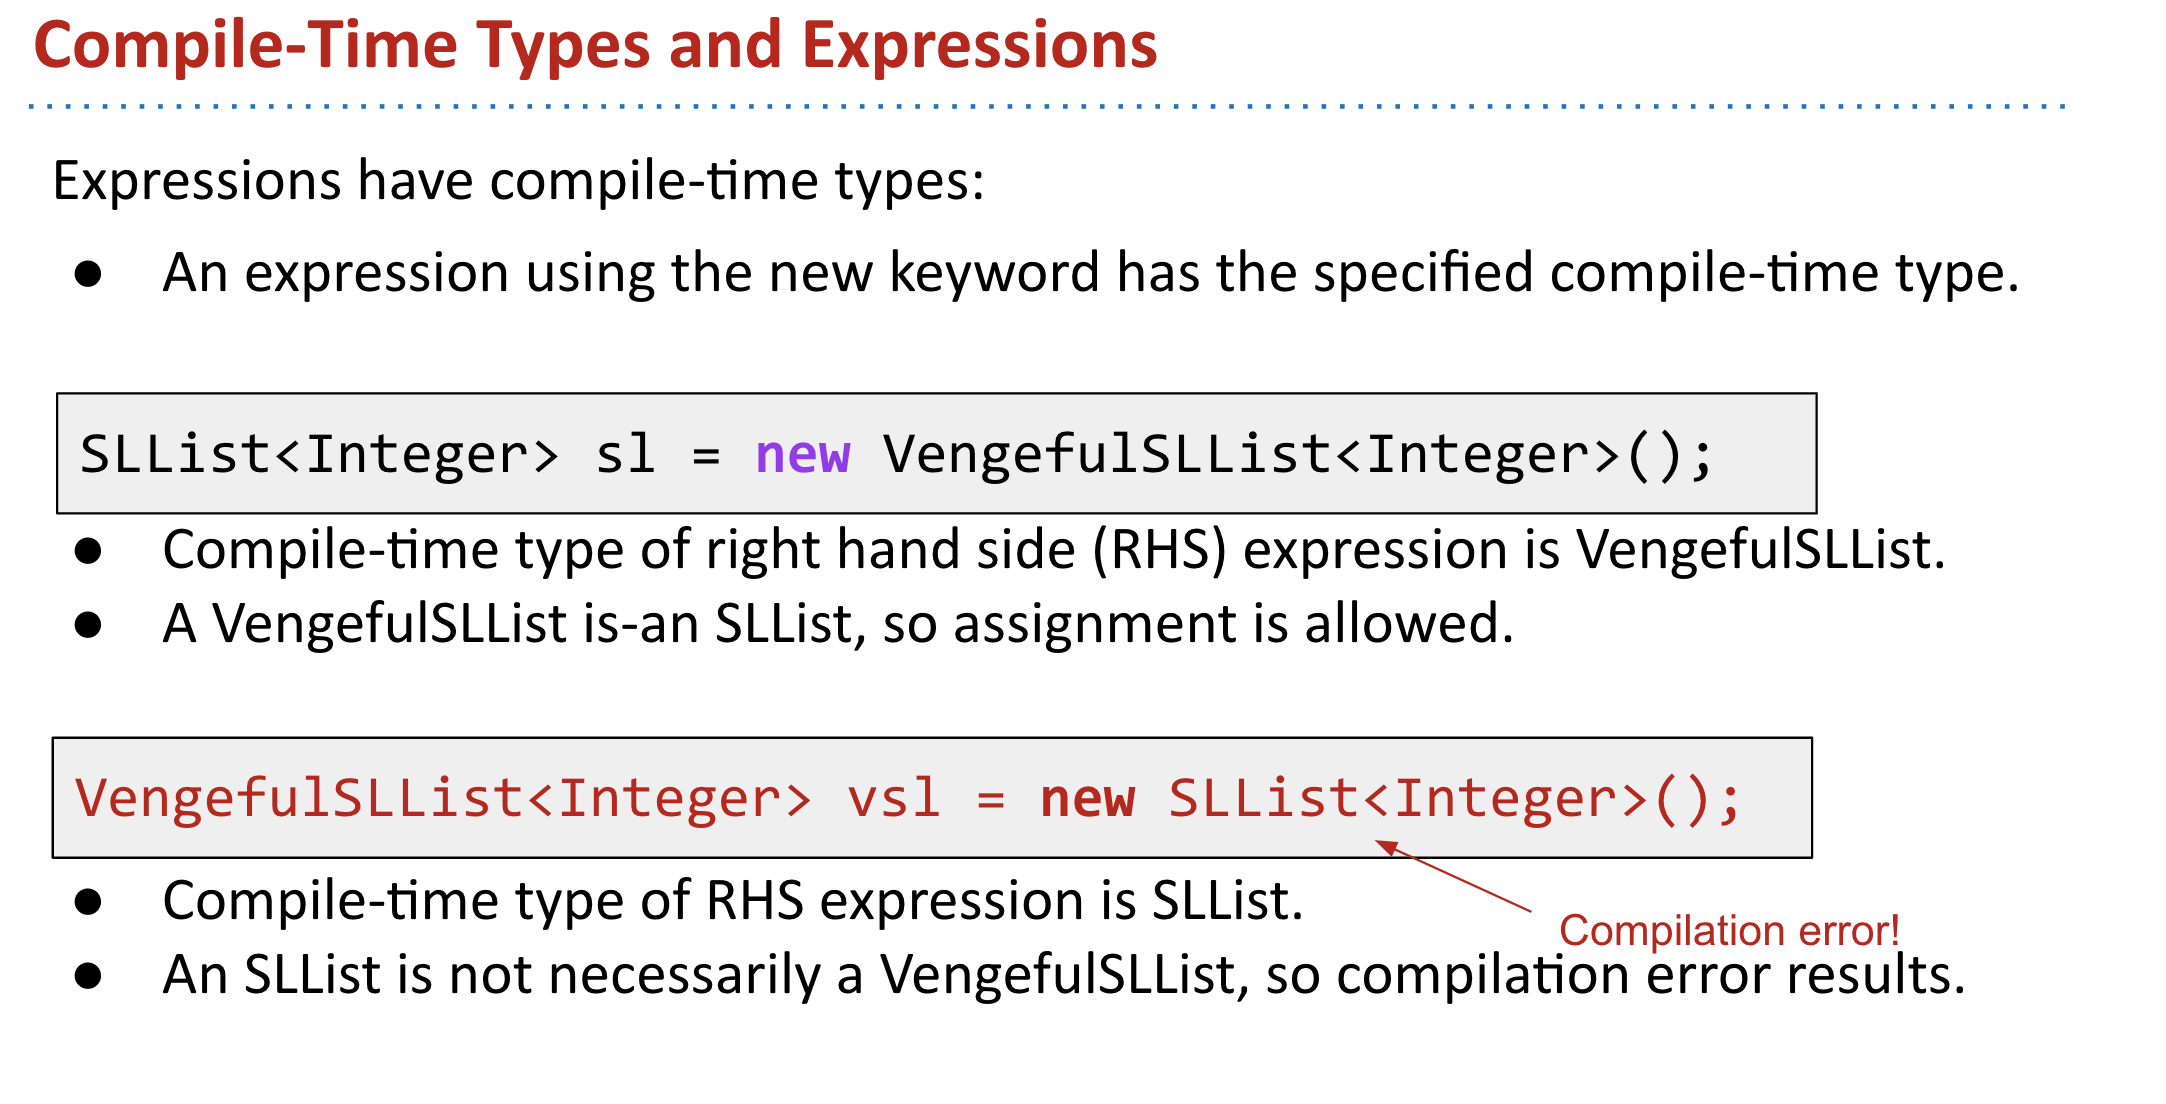 Compile-Time Types and Expressions
Expressions have compile-time types:
● An expression using the new keyword has the specified compile-time type.
SLList<Integer> sl = new VengefulSLList<Integer>();
● Compile-time type of right hand side (RHS) expression is VengefulSLList.
● A VengefulSLList is-an SLList, so assignment is allowed.
VengefulSLList<Integer> vsl = new SLList<Integer>();
● Compile-time type of RHS expression is SLList.
Compilation error!
● An SLList is not necessarily a VengefulSLList, so compilation error results.